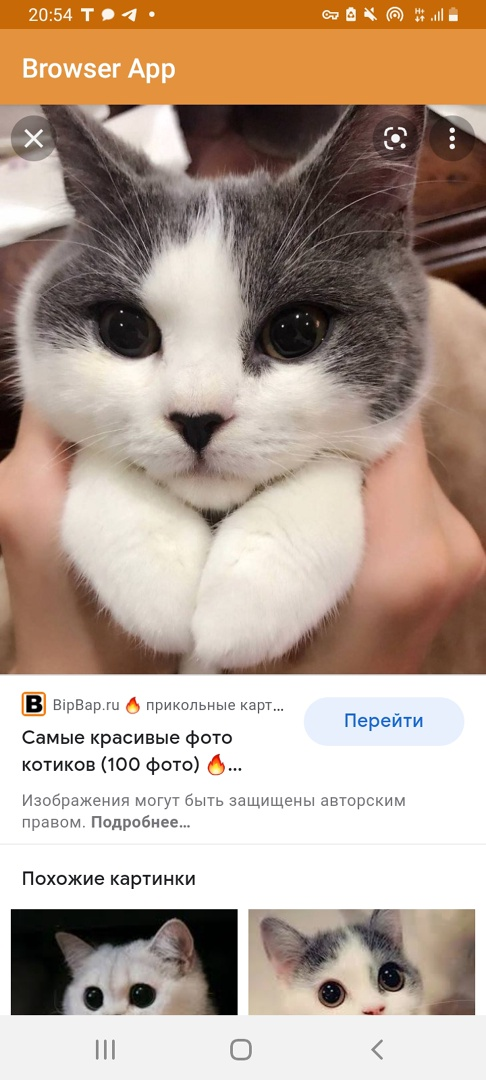 20:54
Browser App
BipBap.ru 🔥 прикольные карт...
Перейти
Самые красивые фото
котиков (100 фото) 🔥...
Изображения могут быть защищены авторским
правом. Подробнее...
Похожие картинки